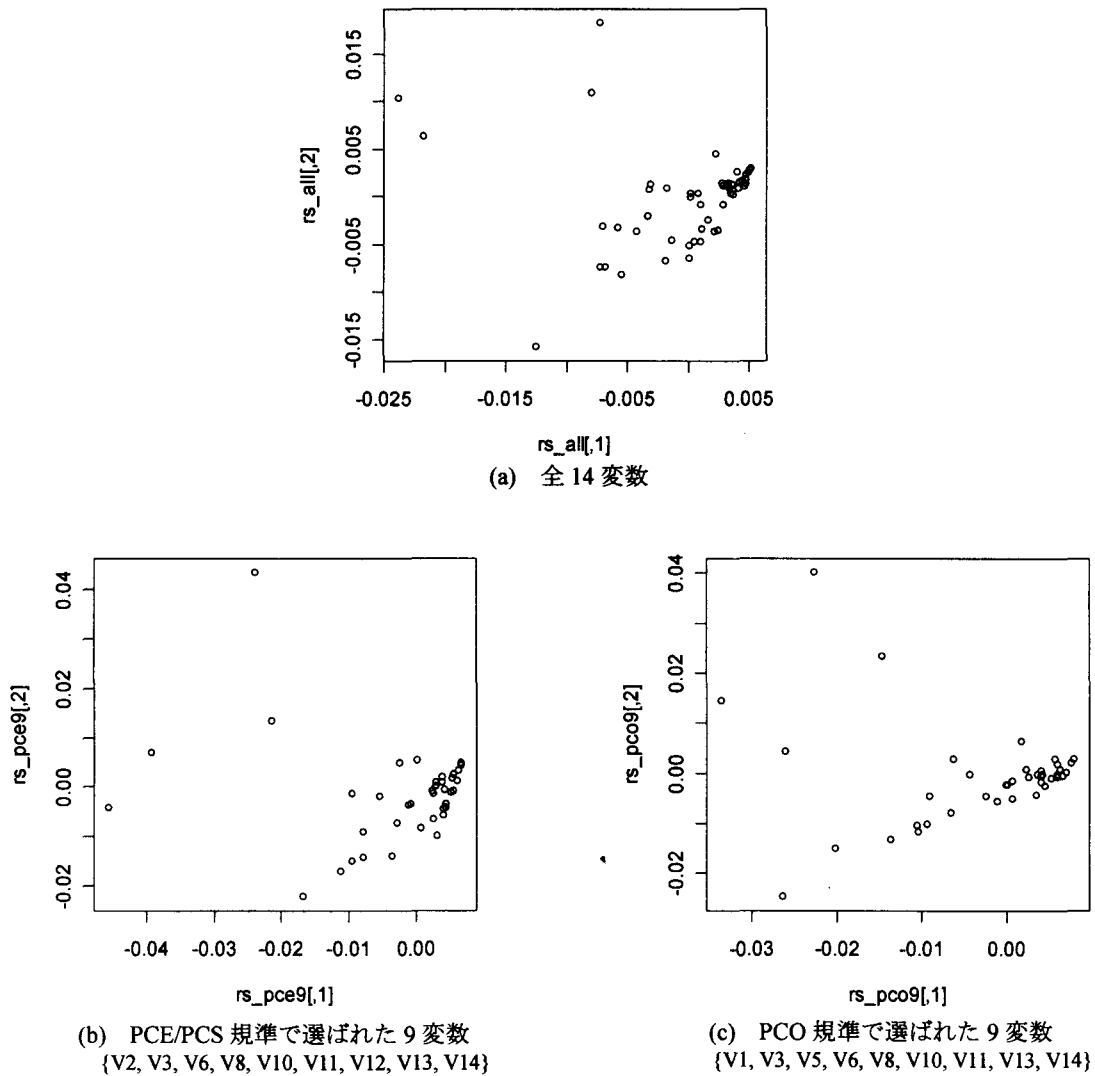 0.015
0.005
-0.005
-0.015
rs_all[,2]
-0.025
-0.015
-0.005
0.005
rs_all[,1]
(a) 全 14 変数
0.04
0.02
0.00
-0.02
rs_pce9[,2]
-0.04
-0.03
-0.02
-0.01
0.00
rs_pce9[,1]
(b) PCE/PCS 規準で選ばれた 9 変数
{V2, V3, V6, V8, V10, V11, V12, V13, V14}
0.04
0.02
0.00
-0.02
rs_pco9[,2]
-0.03
-0.02
-0.01
0.00
rs_pco9[,1]
(c) PCO 規準で選ばれた 9 変数
{V1, V3, V5, V6, V8, V10, V11, V13, V14}